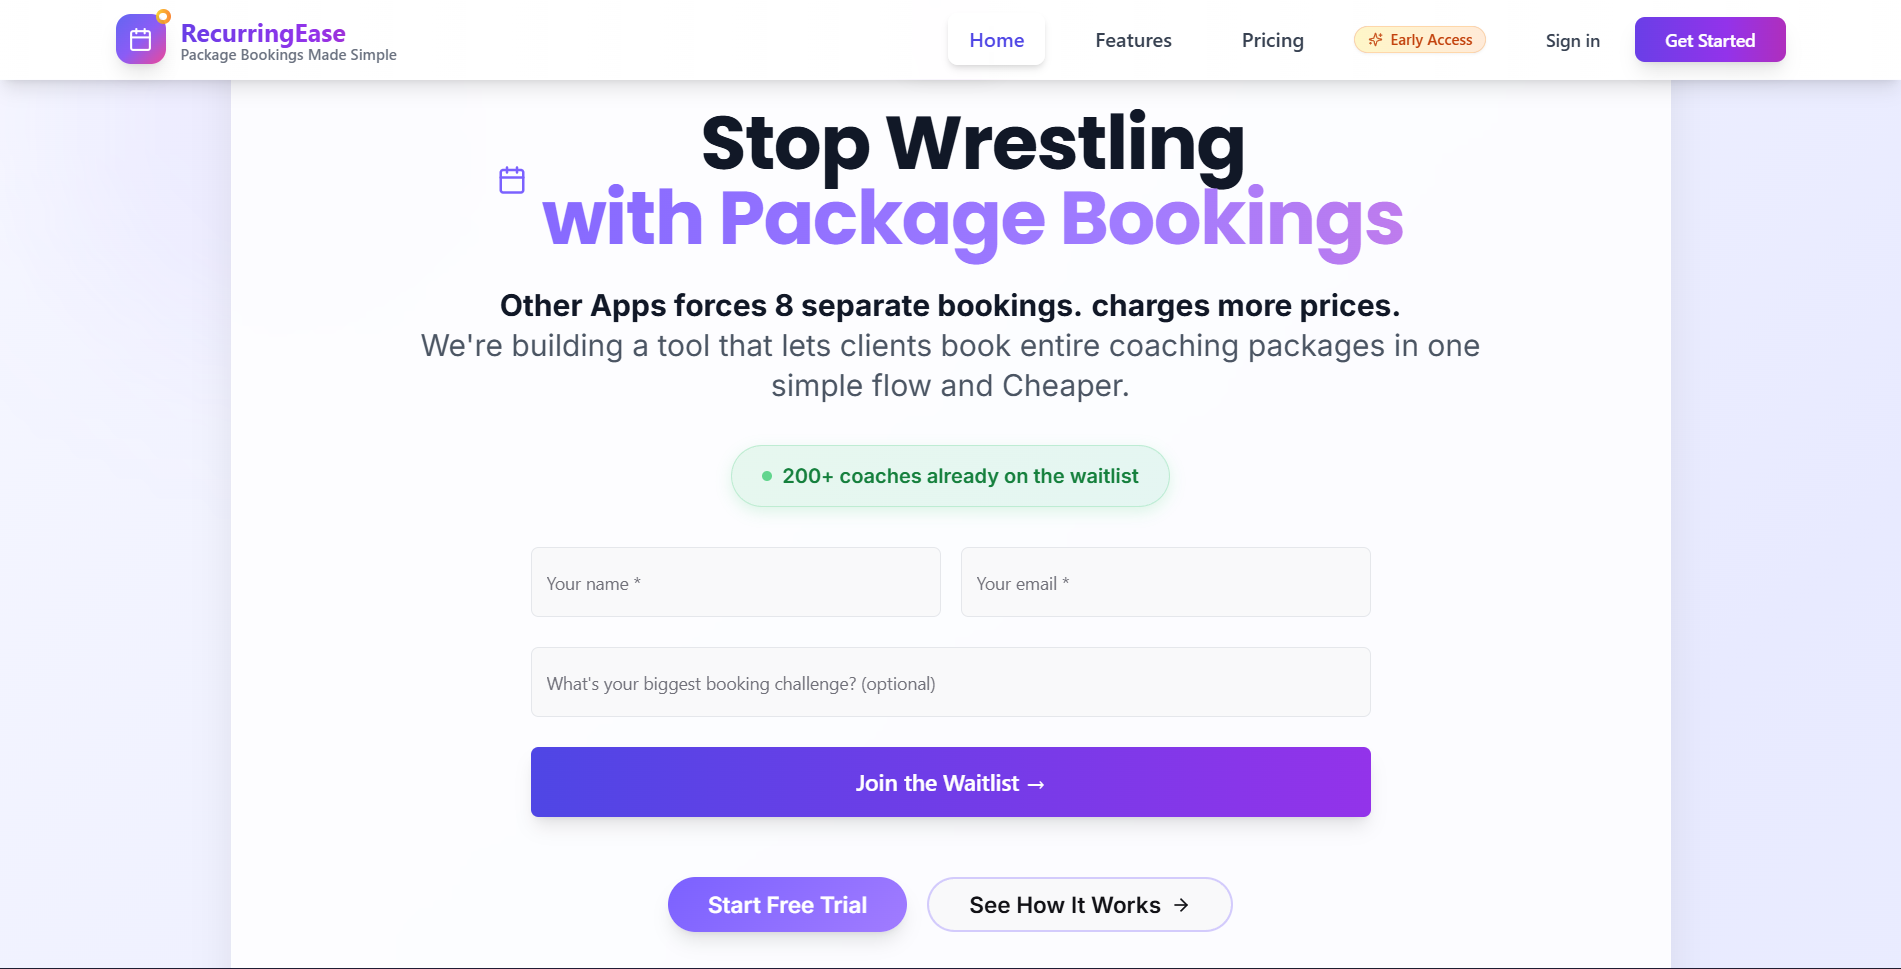 RecurringEase
Package Bookings Made Simple
Home
Features
Pricing
Early Access
Sign in
Get Started
Stop Wrestling
with Package Bookings
Other Apps forces 8 separate bookings. charges more prices.
We're building a tool that lets clients book entire coaching packages in one
simple flow and Cheaper.
200+ coaches already on the waitlist
Your name *
Your email *
What's your biggest booking challenge? (optional)
Join the Waitlist →
Start Free Trial
See How It Works →